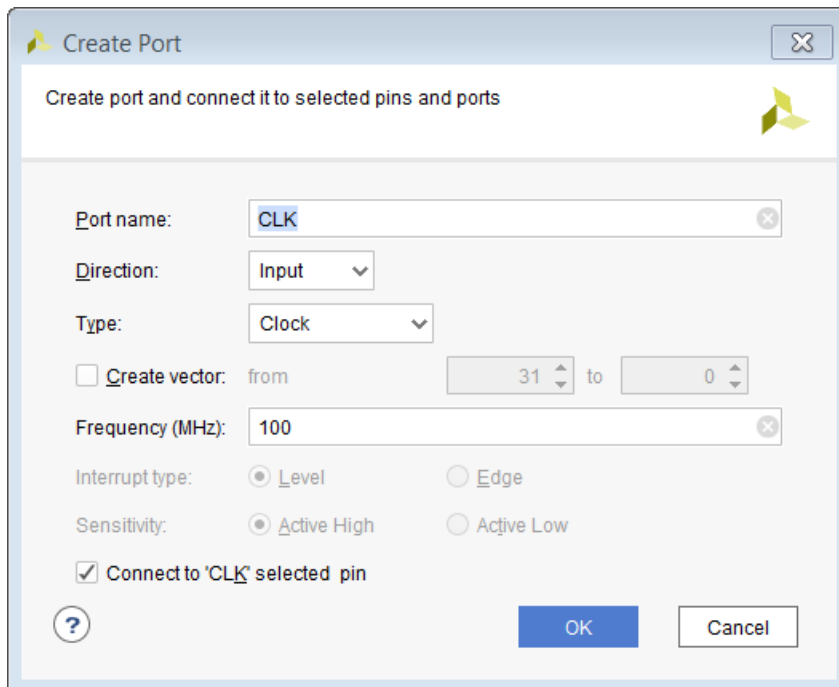 Create Port
Create port and connect it to selected pins and ports
Port name: CLK
Direction: Input
Type: Clock
Create vector: from 31 to 0
Frequency (MHz): 100
Interrupt type: Level Edge
Sensitivity: Active High Active Low
Connect to 'CLK' selected pin
? OK Cancel